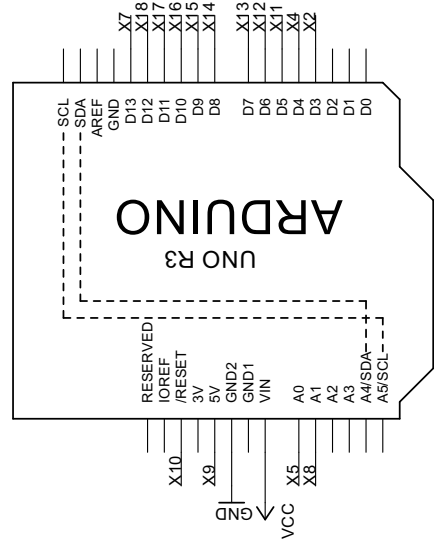 X7
X18
X17
X16
X15
X14
X13
X12
X11
X4
X2
SCL
SDA
AREF
GND
D13
D12
D11
D10
D9
D8
D7
D6
D5
D4
D3
D2
D1
D0
ARDUINO
UNO R3
RESERVED
IOREF
/RESET
3V
5V
GND2
GND1
VIN
A0
A1
A2
A3
A4/SDA
A5/SCL
X10
X9
GND
VCC
X5
X8